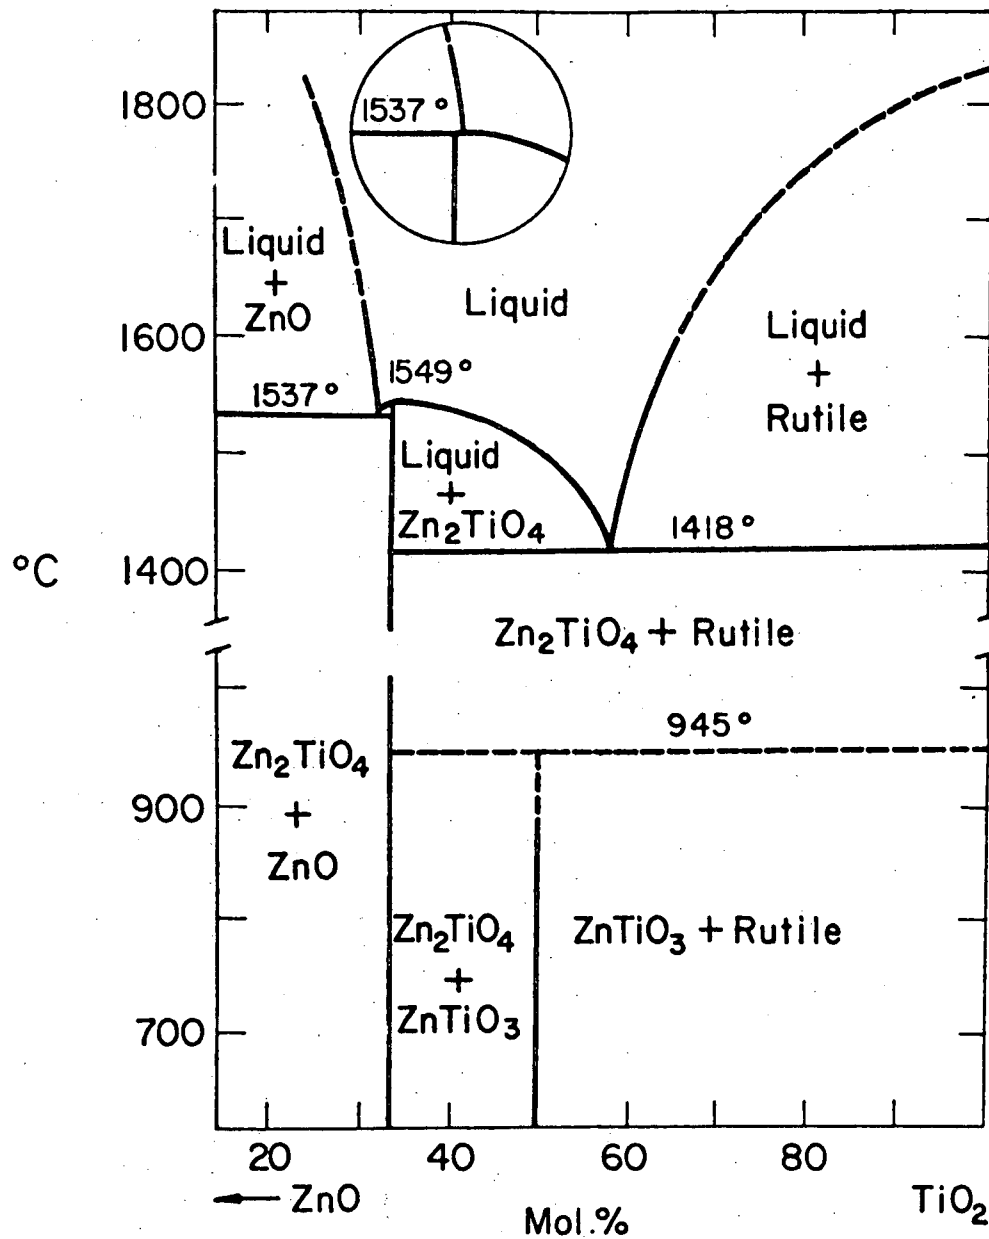 1800
1537°
Liquid
+
ZnO
Liquid
Liquid
+
Rutile
1600
1549°
1537°
Liquid
+
Zn₂TiO₄
1418°
°C
1400
Zn₂TiO₄ + Rutile
945°
Zn₂TiO₄
+
ZnO
900
Zn₂TiO₄
+
ZnTiO₃
ZnTiO₃ + Rutile
700
20 40 60 80
← ZnO
Mol.%
TiO₂